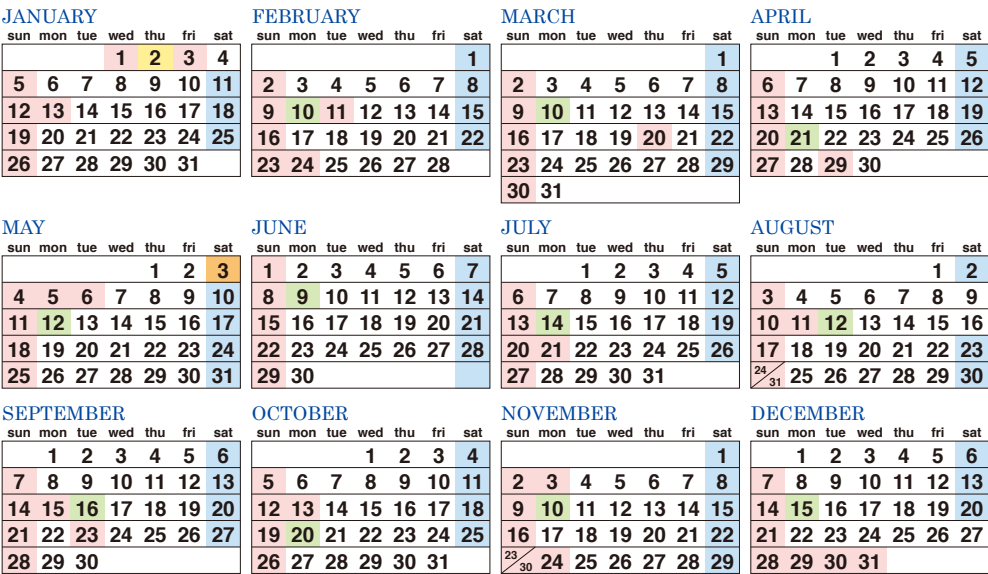 JANUARY FEBRUARY MARCH APRIL
sun mon tue wed thu fri sat sun mon tue wed thu fri sat sun mon tue wed thu fri sat sun mon tue wed thu fri sat
1 2 3 4 1 1 1 2 3 4 5
5 6 7 8 9 10 11 2 3 4 5 6 7 8 2 3 4 5 6 7 8 6 7 8 9 10 11 12
12 13 14 15 16 17 18 9 10 11 12 13 14 15 9 10 11 12 13 14 15 13 14 15 16 17 18 19
19 20 21 22 23 24 25 16 17 18 19 20 21 22 16 17 18 19 20 21 22 20 21 22 23 24 25 26
26 27 28 29 30 31 23 24 25 26 27 28 23 24 25 26 27 28 29 27 28 29 30
30 31
MAY JUNE JULY AUGUST
sun mon tue wed thu fri sat sun mon tue wed thu fri sat sun mon tue wed thu fri sat sun mon tue wed thu fri sat
1 2 3 1 2 3 4 5 6 7 1 2 3 4 5 1 2
4 5 6 7 8 9 10 8 9 10 11 12 13 14 6 7 8 9 10 11 12 3 4 5 6 7 8 9
11 12 13 14 15 16 17 15 16 17 18 19 20 21 13 14 15 16 17 18 19 10 11 12 13 14 15 16
18 19 20 21 22 23 24 22 23 24 25 26 27 28 20 21 22 23 24 25 26 17 18 19 20 21 22 23
25 26 27 28 29 30 31 29 30 27 28 29 30 31 24/31 25 26 27 28 29 30
SEPTEMBER OCTOBER NOVEMBER DECEMBER
sun mon tue wed thu fri sat sun mon tue wed thu fri sat sun mon tue wed thu fri sat sun mon tue wed thu fri sat
1 2 3 4 5 6 1 2 3 4 1 1 2 3 4 5 6
7 8 9 10 11 12 13 5 6 7 8 9 10 11 2 3 4 5 6 7 8 7 8 9 10 11 12 13
14 15 16 17 18 19 20 12 13 14 15 16 17 18 9 10 11 12 13 14 15 14 15 16 17 18 19 20
21 22 23 24 25 26 27 19 20 21 22 23 24 25 16 17 18 19 20 21 22 21 22 23 24 25 26 27
28 29 30 26 27 28 29 30 31 23/30 24 25 26 27 28 29 28 29 30 31